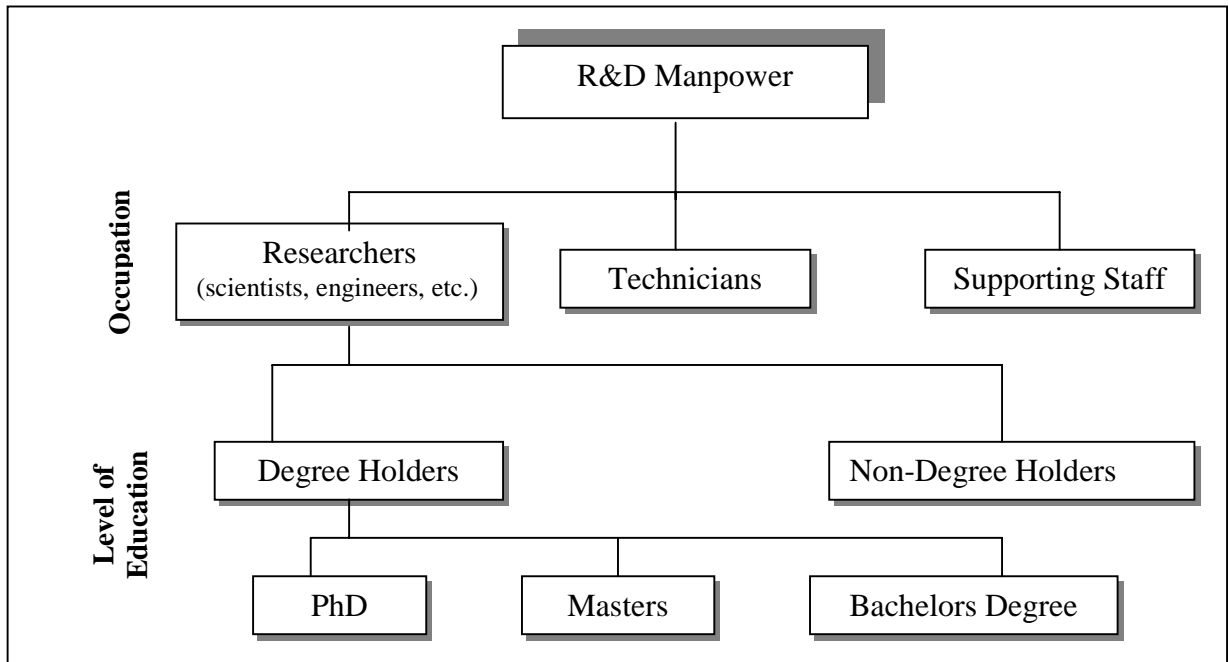 R&D Manpower
Occupation
Researchers
(scientists, engineers, etc.)
Technicians
Supporting Staff
Level of
Education
Degree Holders
Non-Degree Holders
PhD
Masters
Bachelors Degree